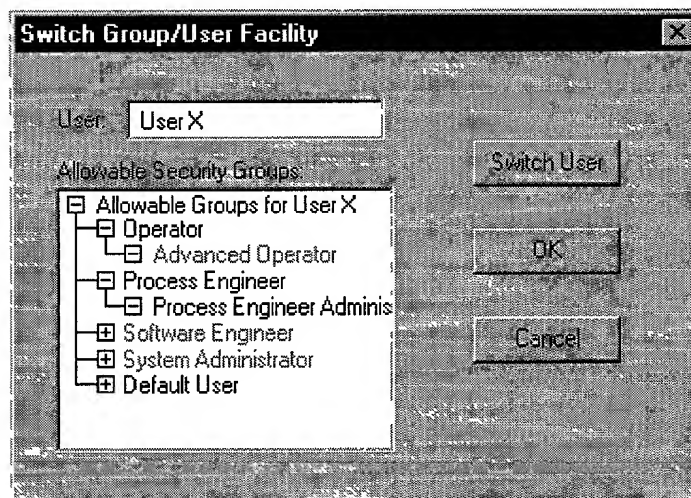 Switch Group/User Facility
User: User X
Switch User
Allowable Security Groups:
Allowable Groups for User X
Operator
Advanced Operator
OK
Process Engineer
Process Engineer Adminis
Software Engineer
Cancel
System Administrator
Default User